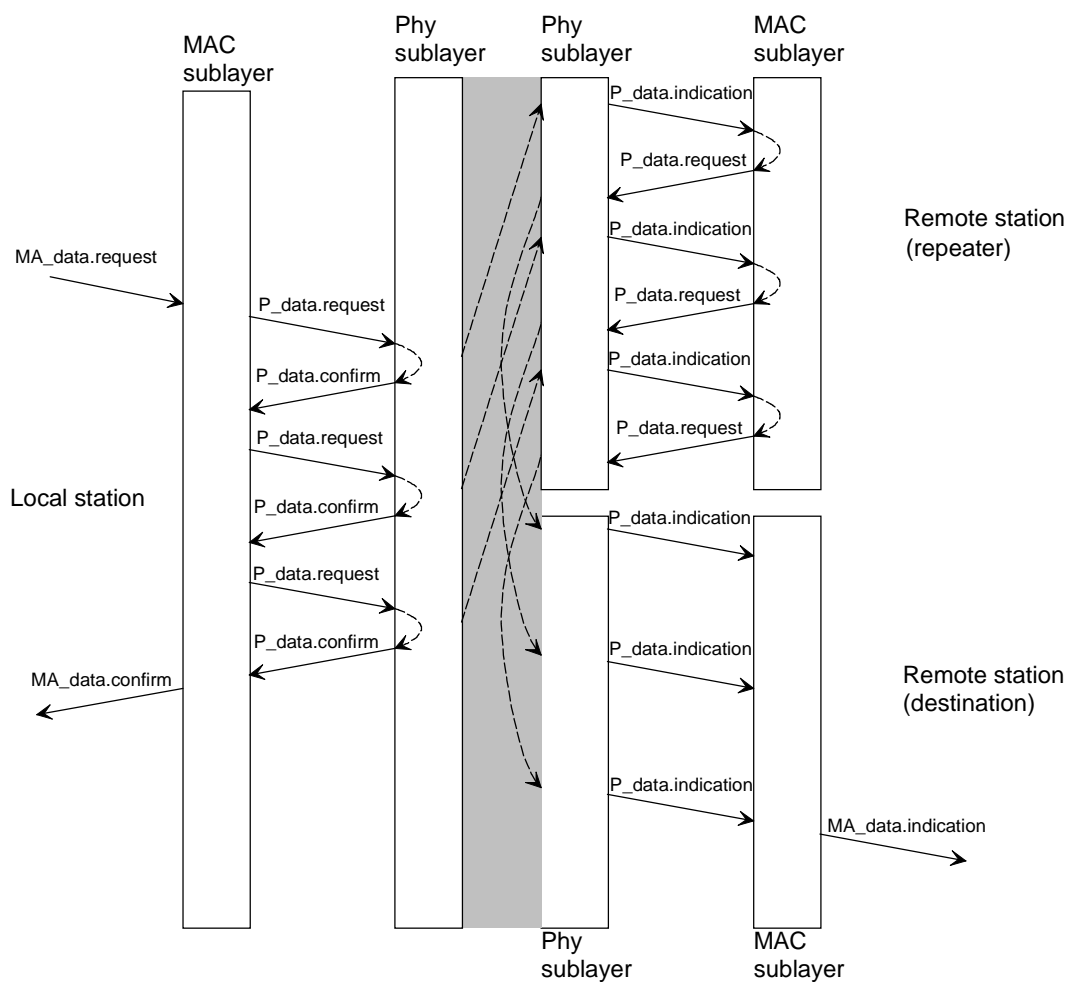 MAC
sublayer
Phy
sublayer
Phy
sublayer
MAC
sublayer
P_data.indication
P_data.request
Remote station
(repeater)
P_data.indication
MA_data.request
P_data.request
P_data.request
P_data.indication
P_data.confirm
P_data.request
P_data.request
Local station
P_data.confirm
P_data.indication
P_data.request
P_data.confirm
P_data.indication
MA_data.confirm
Remote station
(destination)
P_data.indication
MA_data.indication
Phy
sublayer
MAC
sublayer